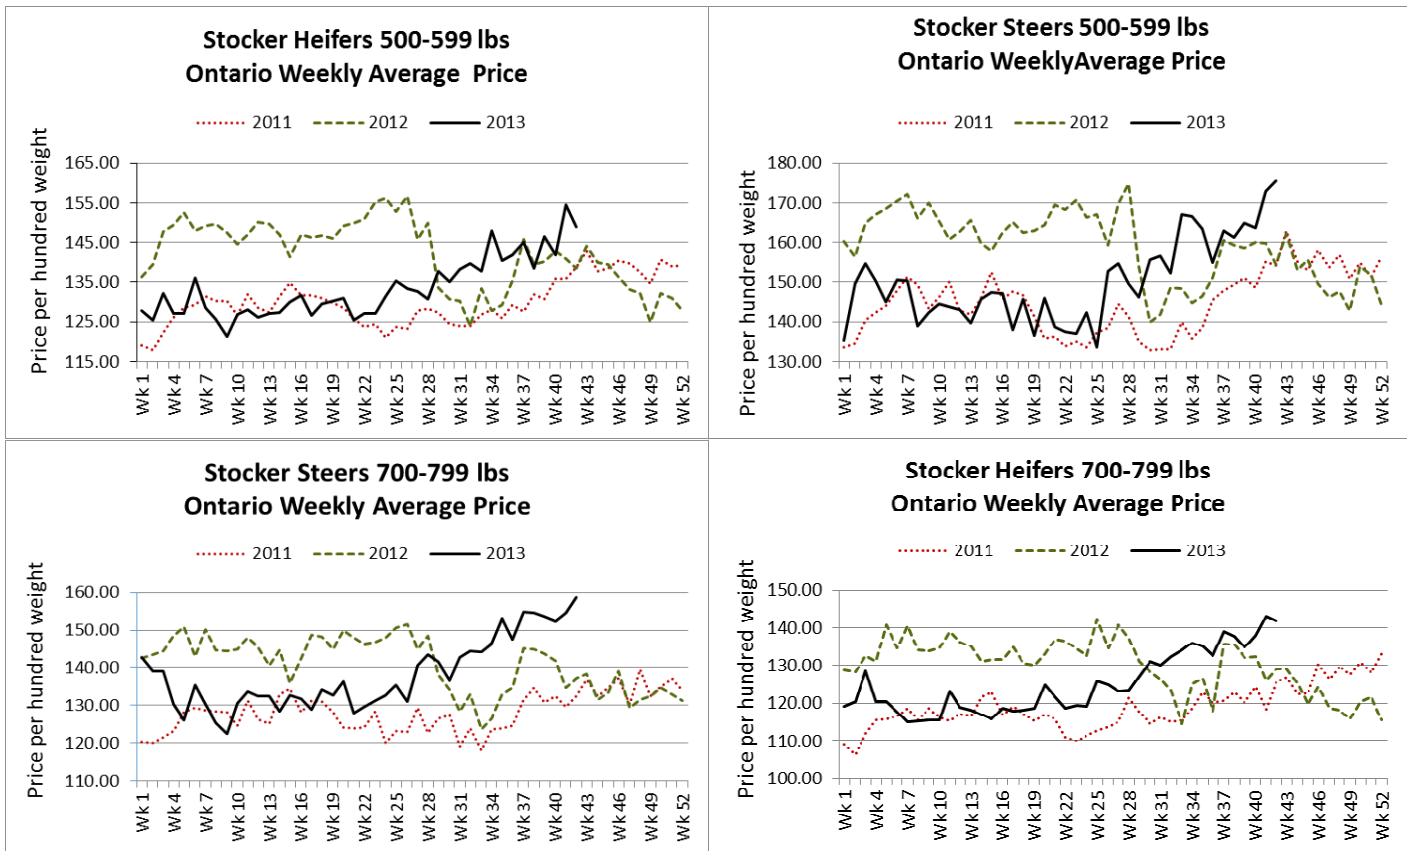 Stocker Heifers 500-599 lbs
Ontario Weekly Average  Price
2011 2012 2013
Price per hundred weight
165.00
155.00
145.00
135.00
125.00
115.00
Wk 1 Wk 4 Wk 7 Wk 10 Wk 13 Wk 16 Wk 19 Wk 22 Wk 25 Wk 28 Wk 31 Wk 34 Wk 37 Wk 40 Wk 43 Wk 46 Wk 49 Wk 52
Stocker Steers 500-599 lbs
Ontario WeeklyAverage Price
2011 2012 2013
Price per hundred weight
180.00
170.00
160.00
150.00
140.00
130.00
Wk 1 Wk 4 Wk 7 Wk 10 Wk 13 Wk 16 Wk 19 Wk 22 Wk 25 Wk 28 Wk 31 Wk 34 Wk 37 Wk 40 Wk 43 Wk 46 Wk 49 Wk 52
Stocker Steers 700-799 lbs
Ontario Weekly Average Price
2011 2012 2013
Price per hundred weight
160.00
150.00
140.00
130.00
120.00
110.00
Wk 1 Wk 4 Wk 7 Wk 10 Wk 13 Wk 16 Wk 19 Wk 22 Wk 25 Wk 28 Wk 31 Wk 34 Wk 37 Wk 40 Wk 43 Wk 46 Wk 49 Wk 52
Stocker Heifers 700-799 lbs
Ontario Weekly Average Price
2011 2012 2013
Price per hundred weight
150.00
140.00
130.00
120.00
110.00
100.00
Wk 1 Wk 4 Wk 7 Wk 10 Wk 13 Wk 16 Wk 19 Wk 22 Wk 25 Wk 28 Wk 31 Wk 34 Wk 37 Wk 40 Wk 43 Wk 46 Wk 49 Wk 52